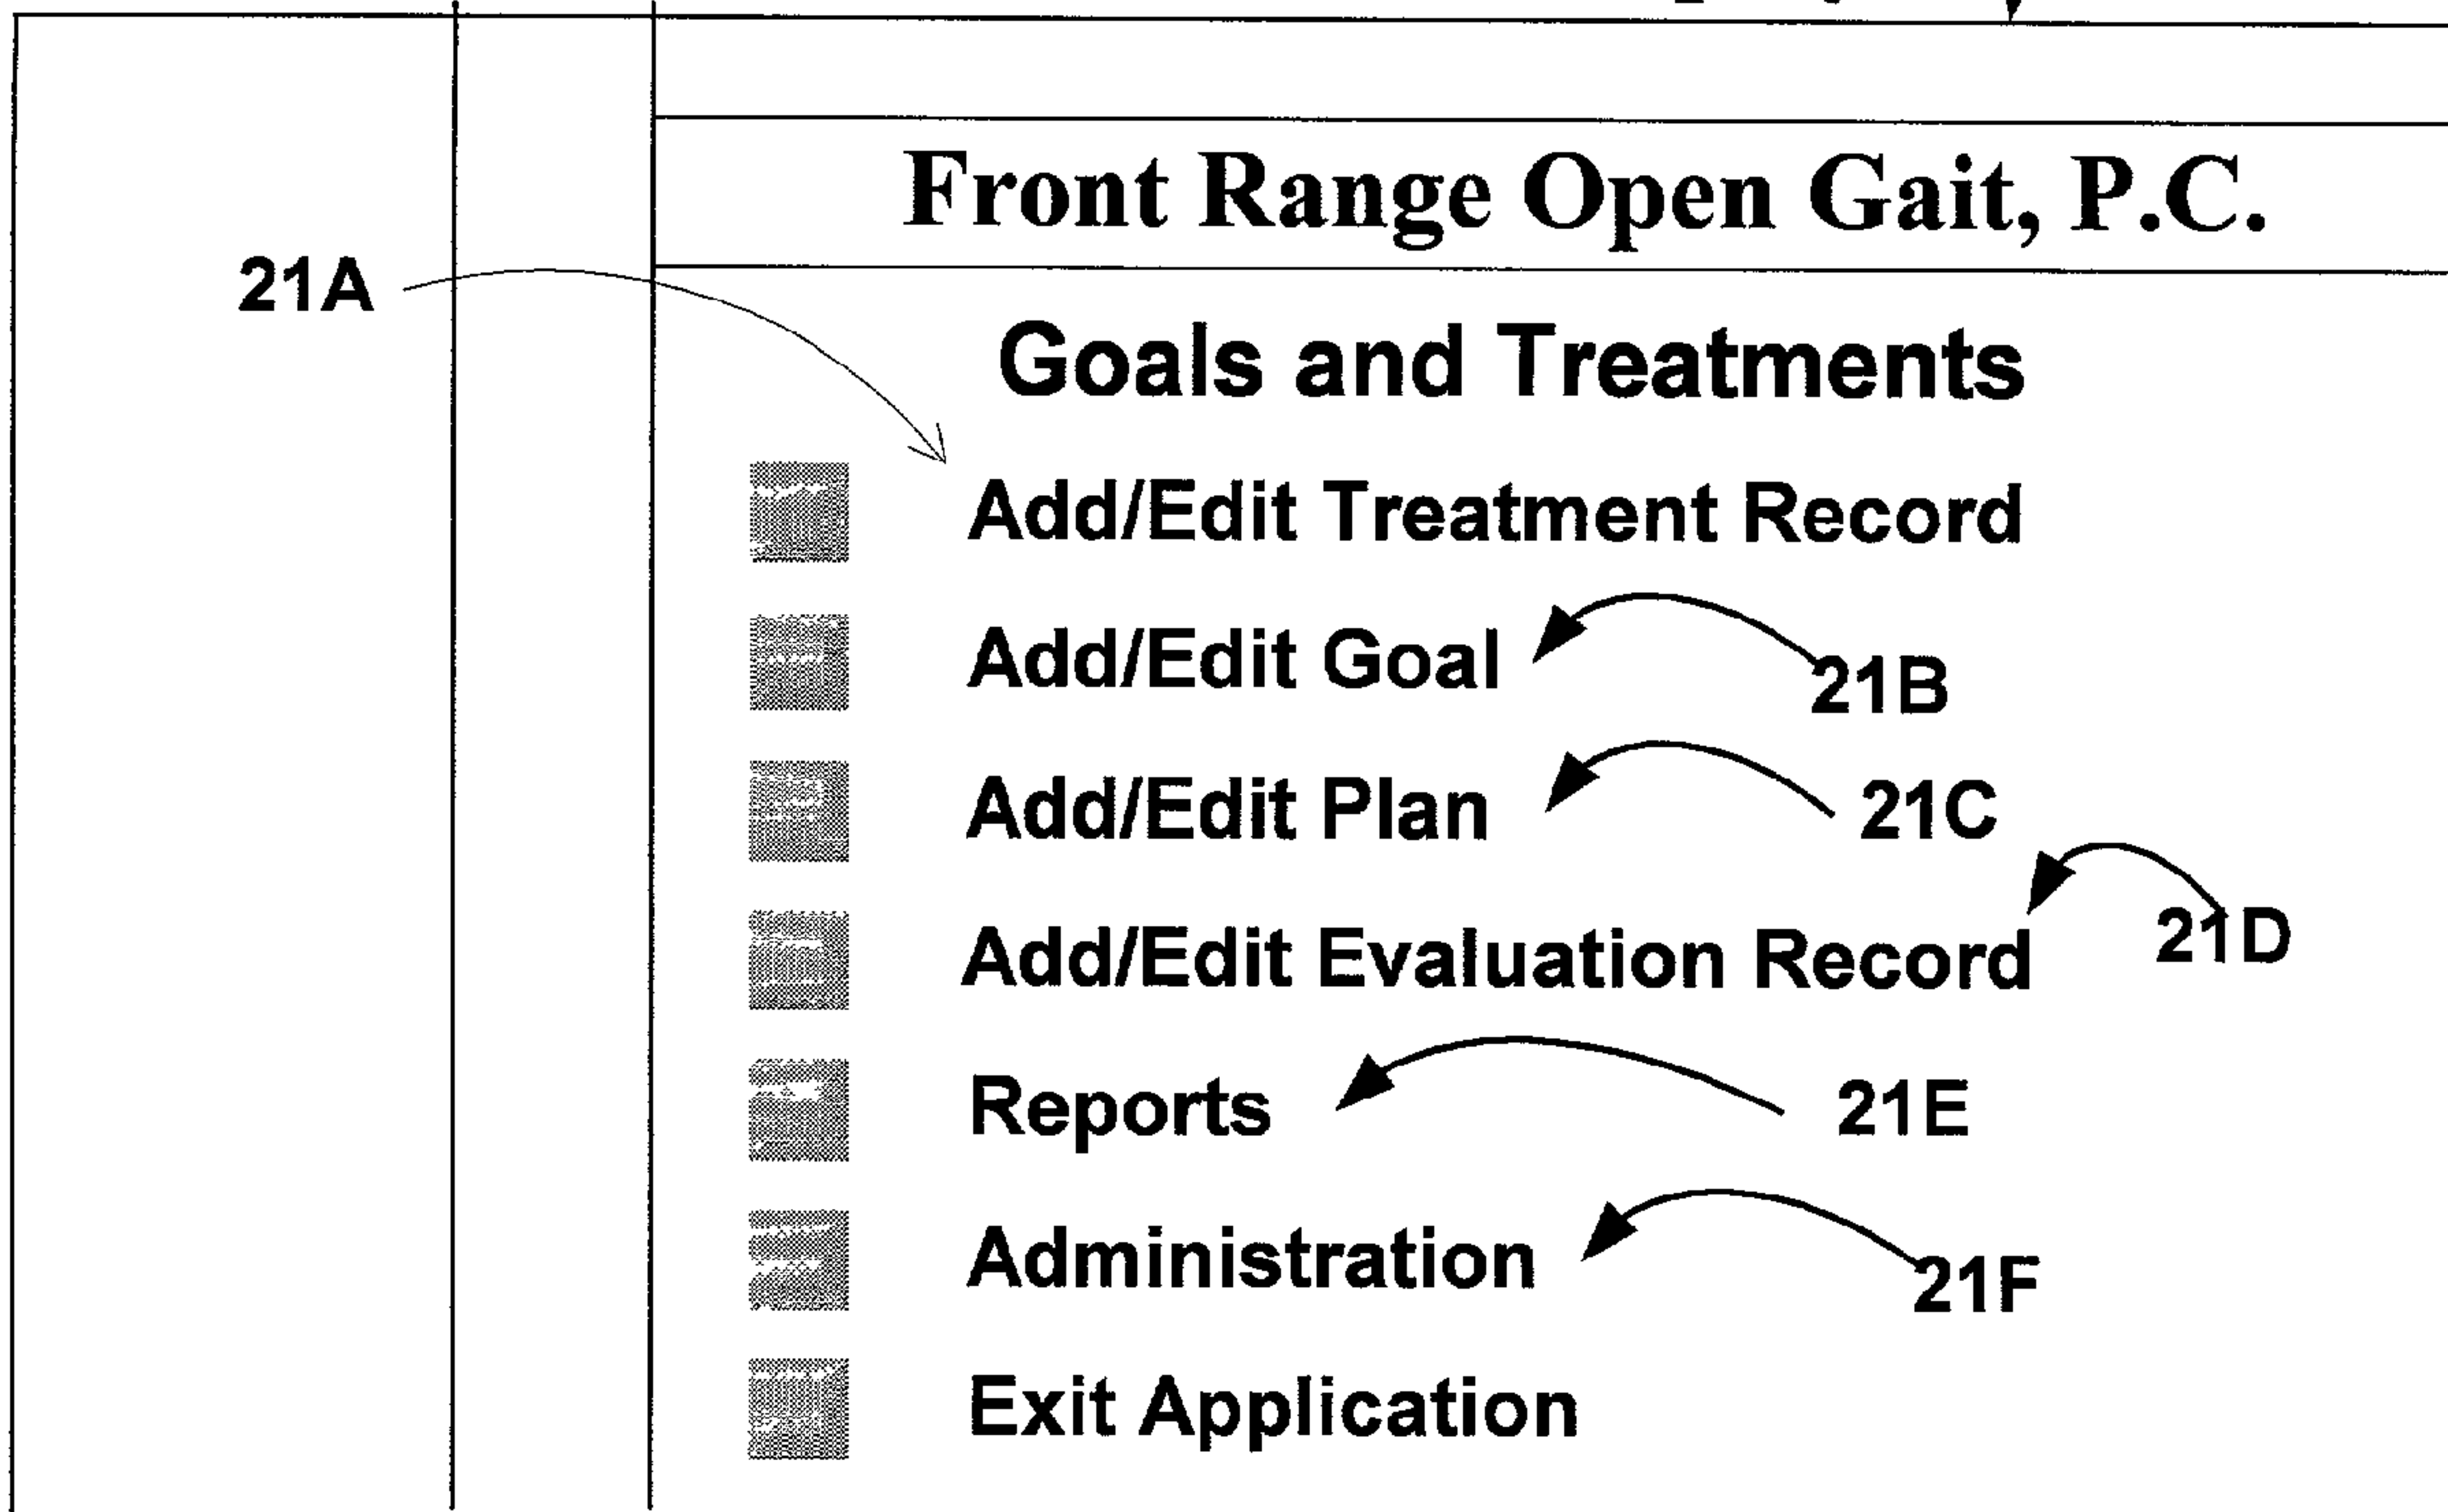 Front Range Open Gait, P.C.
21A
Goals and Treatments
Add/Edit Treatment Record
Add/Edit Goal
21B
Add/Edit Plan
21C
Add/Edit Evaluation Record
21D
Reports
21E
Administration
21F
Exit Application